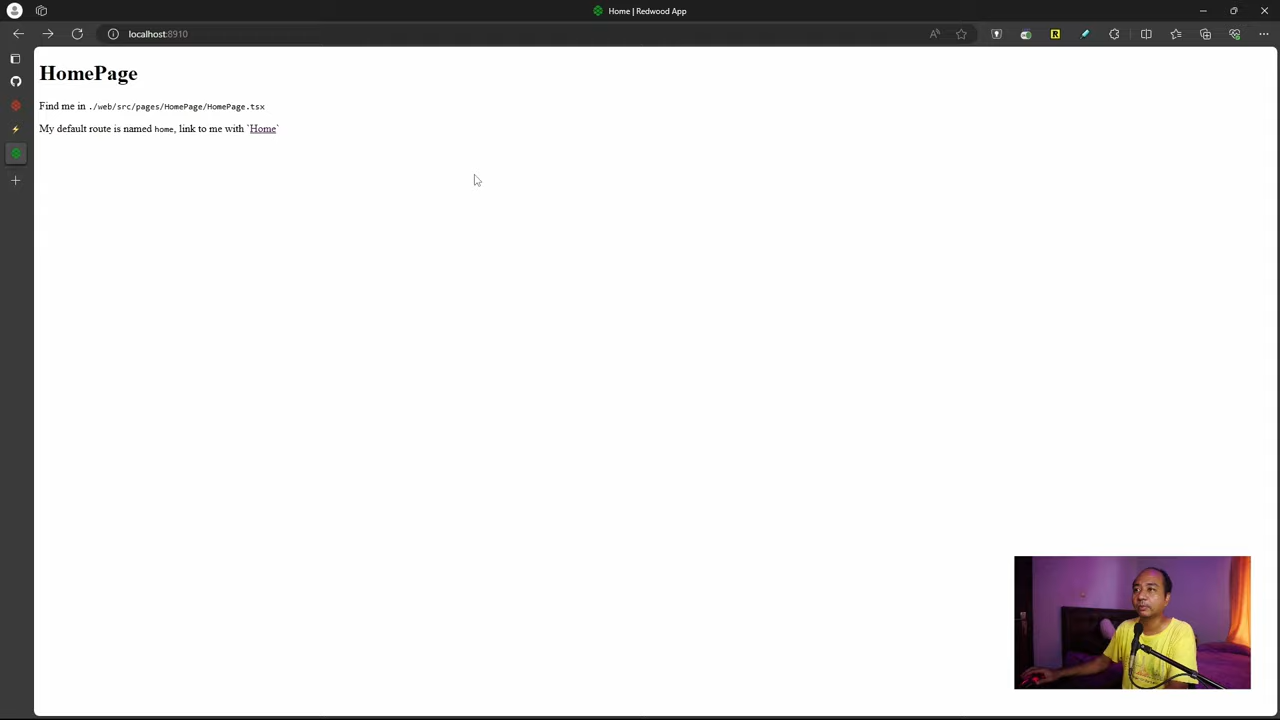 Home | Redwood App
localhost:8910
HomePage
Find me in ./web/src/pages/HomePage/HomePage.tsx
My default route is named home, link to me with `Home`